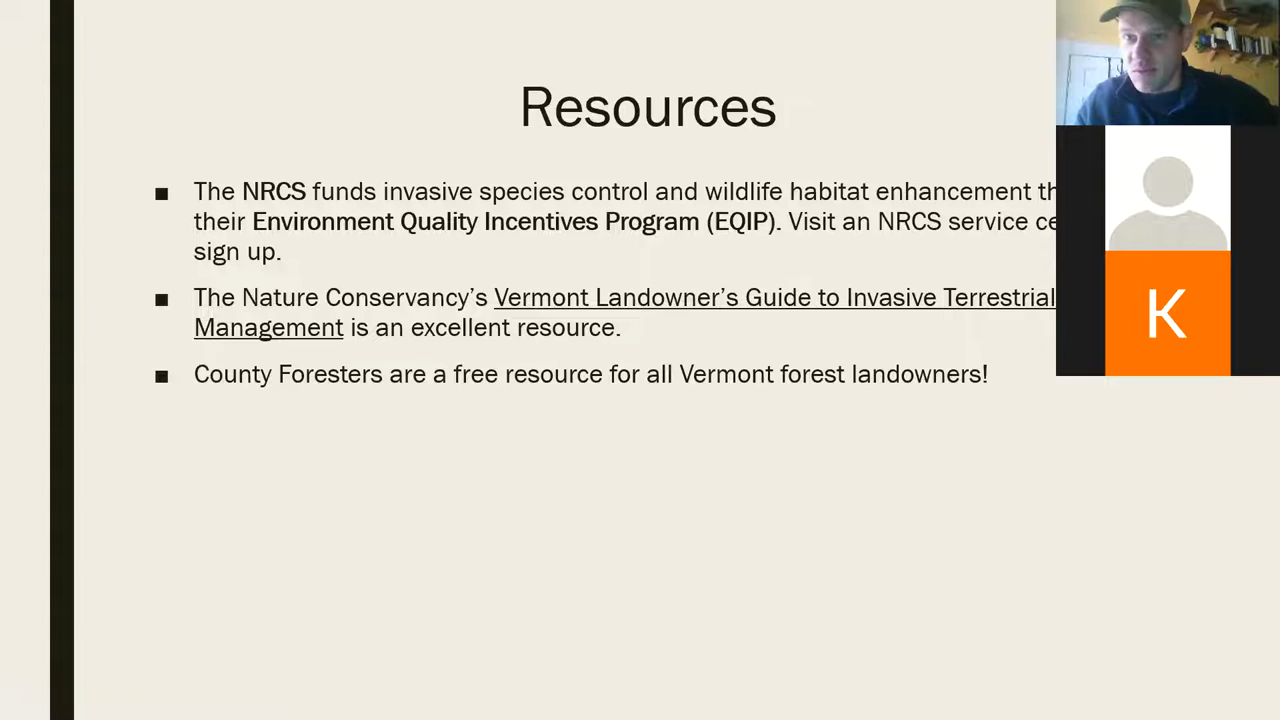 Resources
■ The NRCS funds invasive species control and wildlife habitat enhancement
their Environment Quality Incentives Program (EQIP). Visit an NRCS service
sign up.
■ The Nature Conservancy’s Vermont Landowner’s Guide to Invasive Terrestrial
Management is an excellent resource.
■ County Foresters are a free resource for all Vermont forest landowners!
K